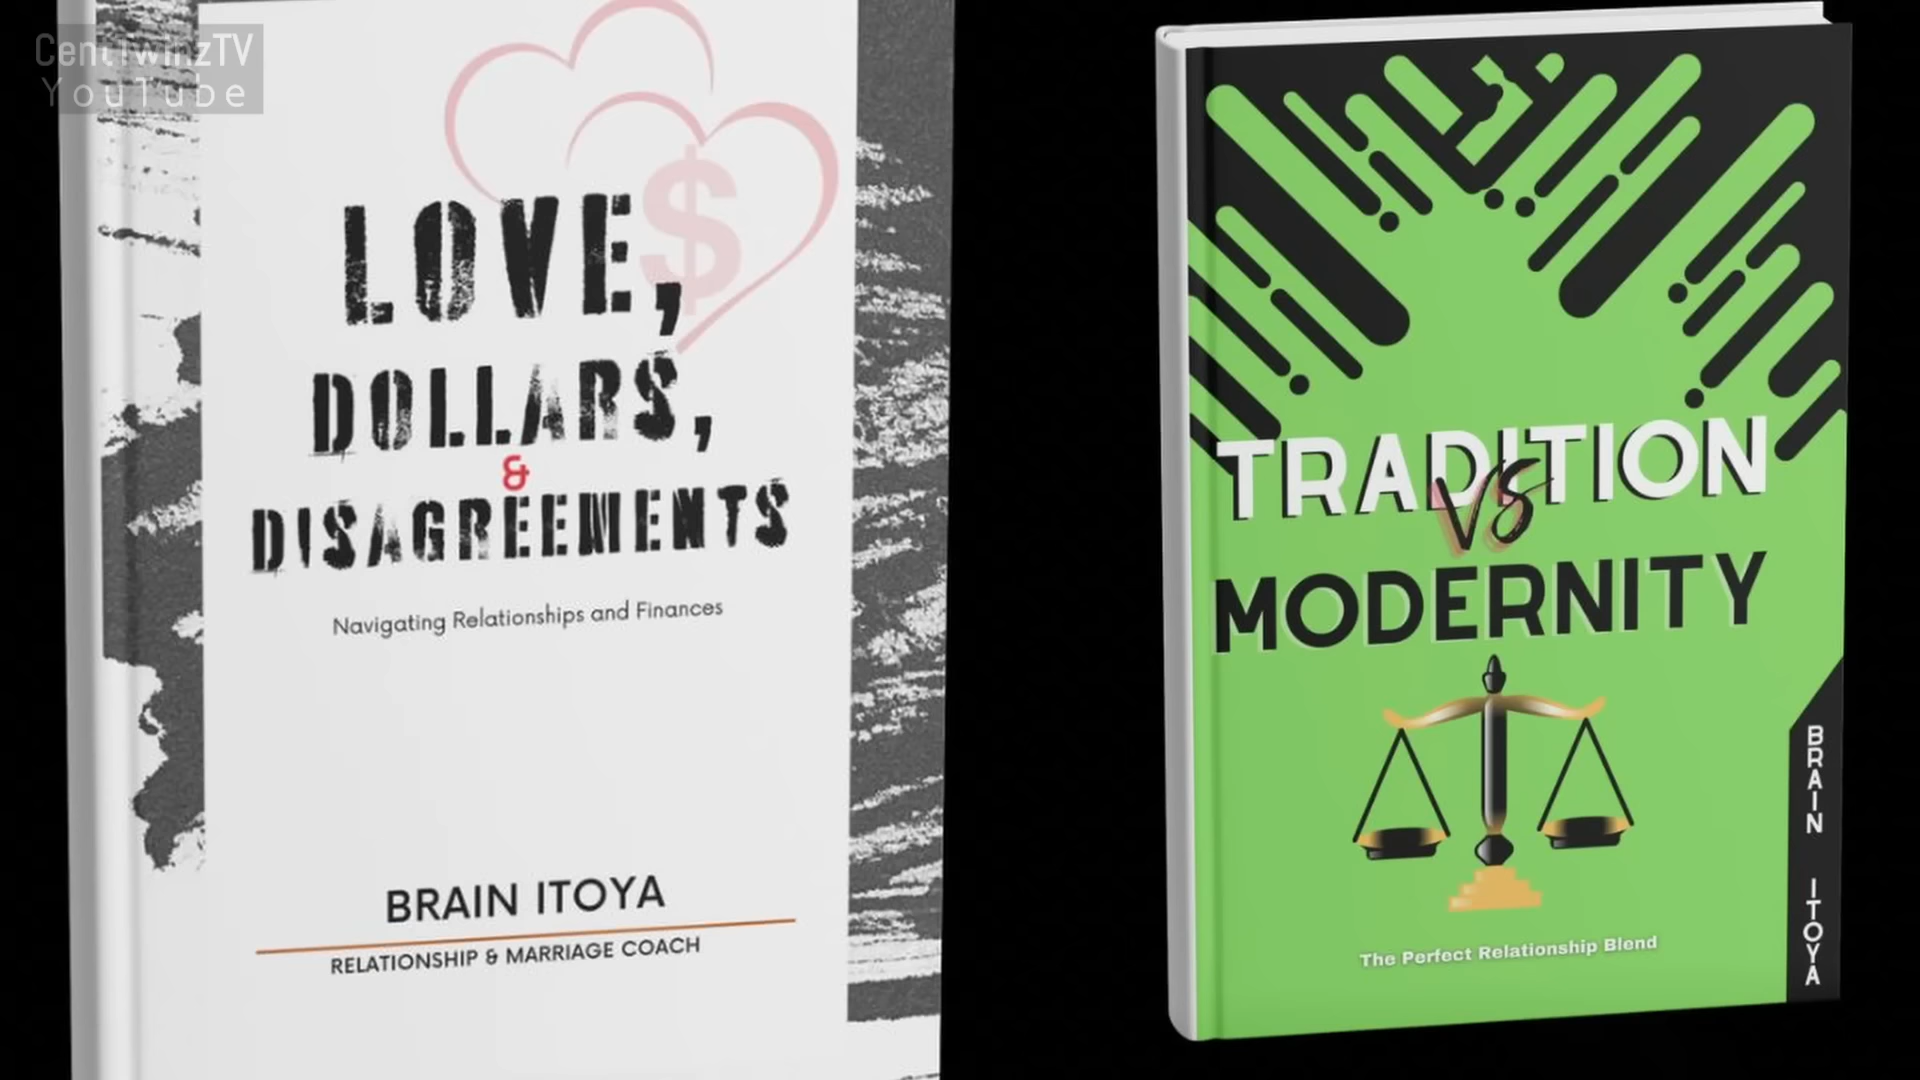 CentTwinzTV
YouTube
LOVE,
$
DOLLARS,
&
DISAGREEMENTS
Navigating Relationships and Finances
BRAIN ITOYA
RELATIONSHIP & MARRIAGE COACH
TRADITION
VS
MODERNITY
The Perfect Relationship Blend
BRAIN ITOYA